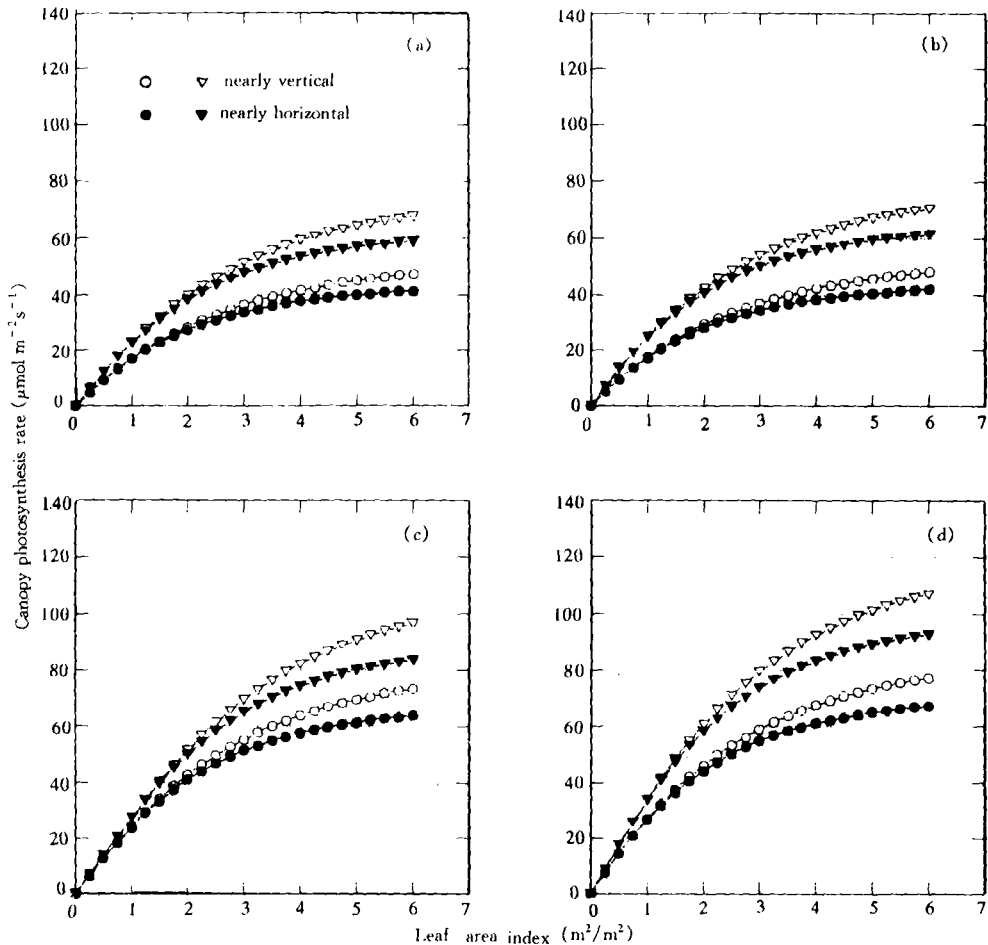 140
120
100
80
60
40
20
0
0 1 2 3 4 5 6 7
(a)
nearly vertical
nearly horizontal
140
120
100
80
60
40
20
0
0 1 2 3 4 5 6 7
(b)
Canopy photosynthesis rate (μmol m⁻²s⁻¹)
140
120
100
80
60
40
20
0
0 1 2 3 4 5 6 7
(c)
140
120
100
80
60
40
20
0
0 1 2 3 4 5 6 7
(d)
Leaf area index (m²/m²)